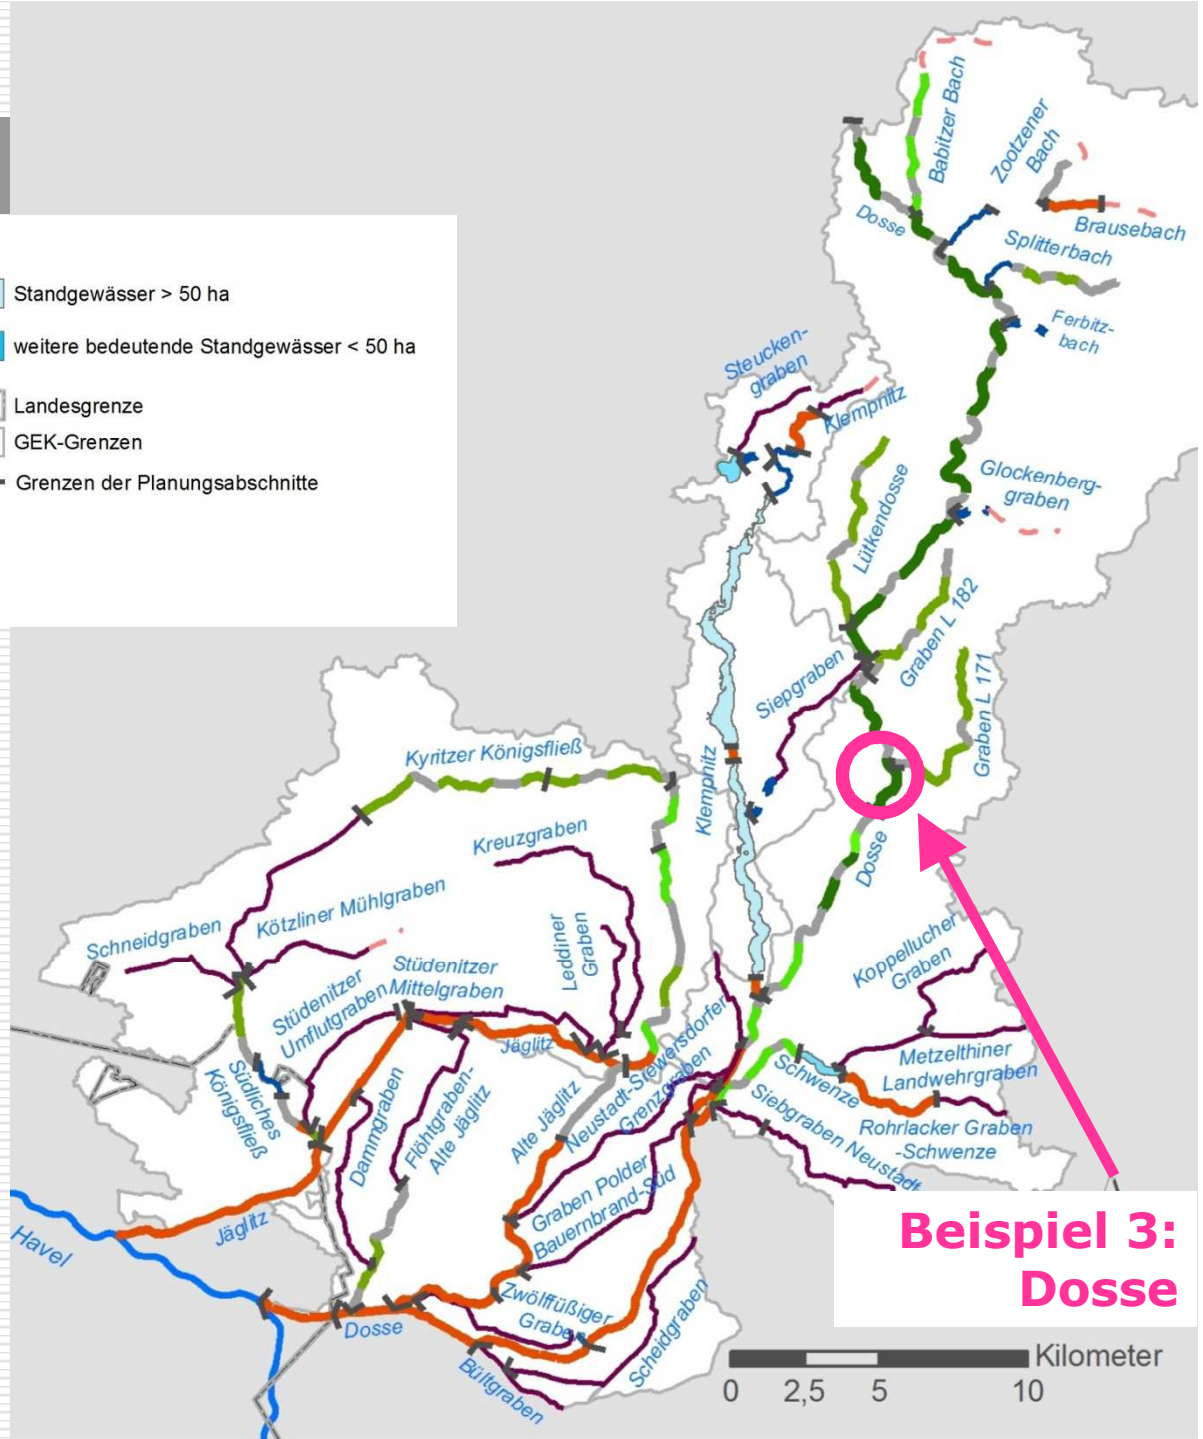 Babitzer Bach
Zootzener
Bach
Dosse
Brausebach
Splitterbach
Standgewässer > 50 ha
Ferbitz-
bach
weitere bedeutende Standgewässer < 50 ha
Steucken-
graben
Landesgrenze
Klempnitz
GEK-Grenzen
Grenzen der Planungsabschnitte
Glockenberg-
graben
Lütkendosse
Graben L 182
Siepgraben
Graben L 171
Kyritzer Königsfließ
Klempnitz
Kreuzgraben
Dosse
Kötzliner Mühlgraben
Schneidgraben
Leddiner
Graben
Koppellucher
Graben
Stüdenitzer
Mittelgraben
Stüdenitzer
Umflutgraben
Jäglitz
Neustadt-Siewersdorfer
Grenzgraben
Metzelthiner
Landwehrgraben
Schwenze
Südliches
Königsfließ
Dammgraben
Flöhtgraben-
Alte Jäglitz
Alte Jäglitz
Siebgraben Neustadt
Rohrlacker Graben
-Schwenze
Graben Polder
Bauernbrand-Süd
Havel
Jäglitz
Beispiel 3:
Dosse
Zwölffüßiger
Graben
Scheidgraben
Dosse
Bültgraben
Kilometer
0 2,5 5 10